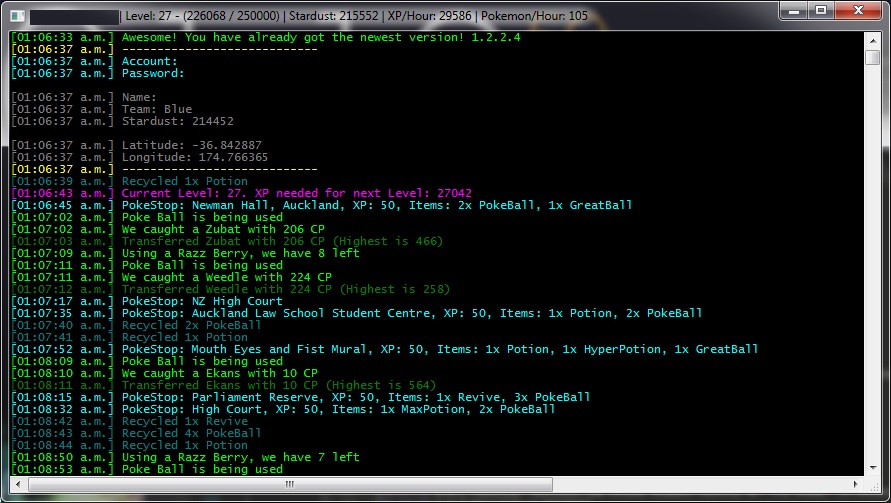 | Level: 27 - (226068 / 250000) | Stardust: 215552 | XP/Hour: 29586 | Pokemon/Hour: 105
[01:06:33 a.m.] Awesome! You have already got the newest version! 1.2.2.4
[01:06:37 a.m.] ----------------------------
[01:06:37 a.m.] Account:
[01:06:37 a.m.] Password:
[01:06:37 a.m.] Name:
[01:06:37 a.m.] Team: Blue
[01:06:37 a.m.] Stardust: 214452
[01:06:37 a.m.] Latitude: -36.842887
[01:06:37 a.m.] Longitude: 174.766365
[01:06:37 a.m.] ----------------------------
[01:06:39 a.m.] Recycled 1x Potion
[01:06:43 a.m.] Current Level: 27. XP needed for next Level: 27042
[01:06:45 a.m.] PokeStop: Newman Hall, Auckland, XP: 50, Items: 2x PokeBall, 1x GreatBall
[01:07:02 a.m.] Poke Ball is being used
[01:07:02 a.m.] We caught a Zubat with 206 CP
[01:07:03 a.m.] Transferred Zubat with 206 CP (Highest is 466)
[01:07:09 a.m.] Using a Razz Berry, we have 8 left
[01:07:11 a.m.] Poke Ball is being used
[01:07:11 a.m.] We caught a Weedle with 224 CP
[01:07:12 a.m.] Transferred Weedle with 224 CP (Highest is 258)
[01:07:17 a.m.] PokeStop: NZ High Court
[01:07:35 a.m.] PokeStop: Auckland Law School Student Centre, XP: 50, Items: 1x Potion, 2x PokeBall
[01:07:40 a.m.] Recycled 2x PokeBall
[01:07:41 a.m.] Recycled 1x Potion
[01:07:52 a.m.] PokeStop: Mouth Eyes and Fist Mural, XP: 50, Items: 1x Potion, 1x HyperPotion, 1x GreatBall
[01:08:09 a.m.] Poke Ball is being used
[01:08:10 a.m.] We caught a Ekans with 10 CP
[01:08:11 a.m.] Transferred Ekans with 10 CP (Highest is 564)
[01:08:15 a.m.] PokeStop: Parliament Reserve, XP: 50, Items: 1x Revive, 3x PokeBall
[01:08:32 a.m.] PokeStop: High Court, XP: 50, Items: 1x MaxPotion, 2x PokeBall
[01:08:42 a.m.] Recycled 1x Revive
[01:08:43 a.m.] Recycled 4x PokeBall
[01:08:44 a.m.] Recycled 1x Potion
[01:08:50 a.m.] Using a Razz Berry, we have 7 left
[01:08:53 a.m.] Poke Ball is being used